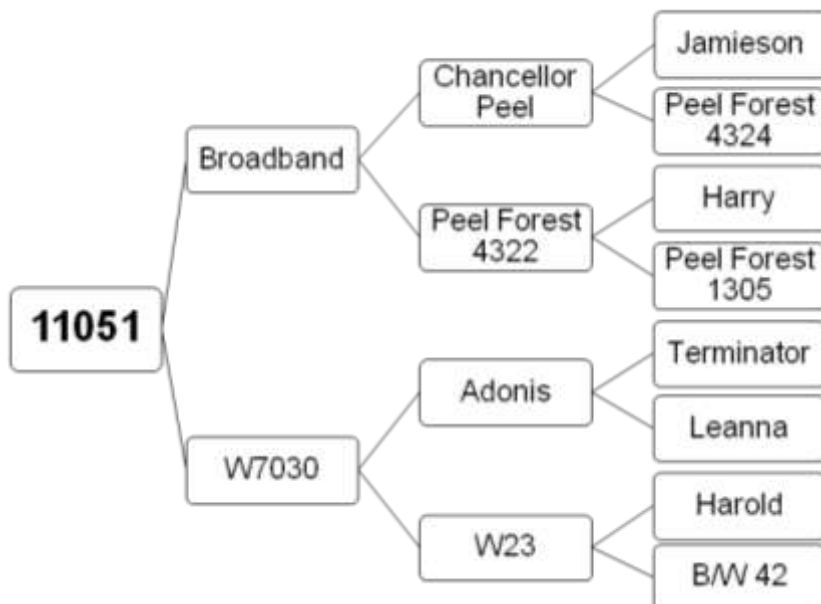 Jamieson
Chancellor
Peel
Peel Forest
4324
Broadband
Harry
Peel Forest
4322
Peel Forest
1305
11051
Terminator
Adonis
Leanna
W7030
Harold
W23
B/W 42